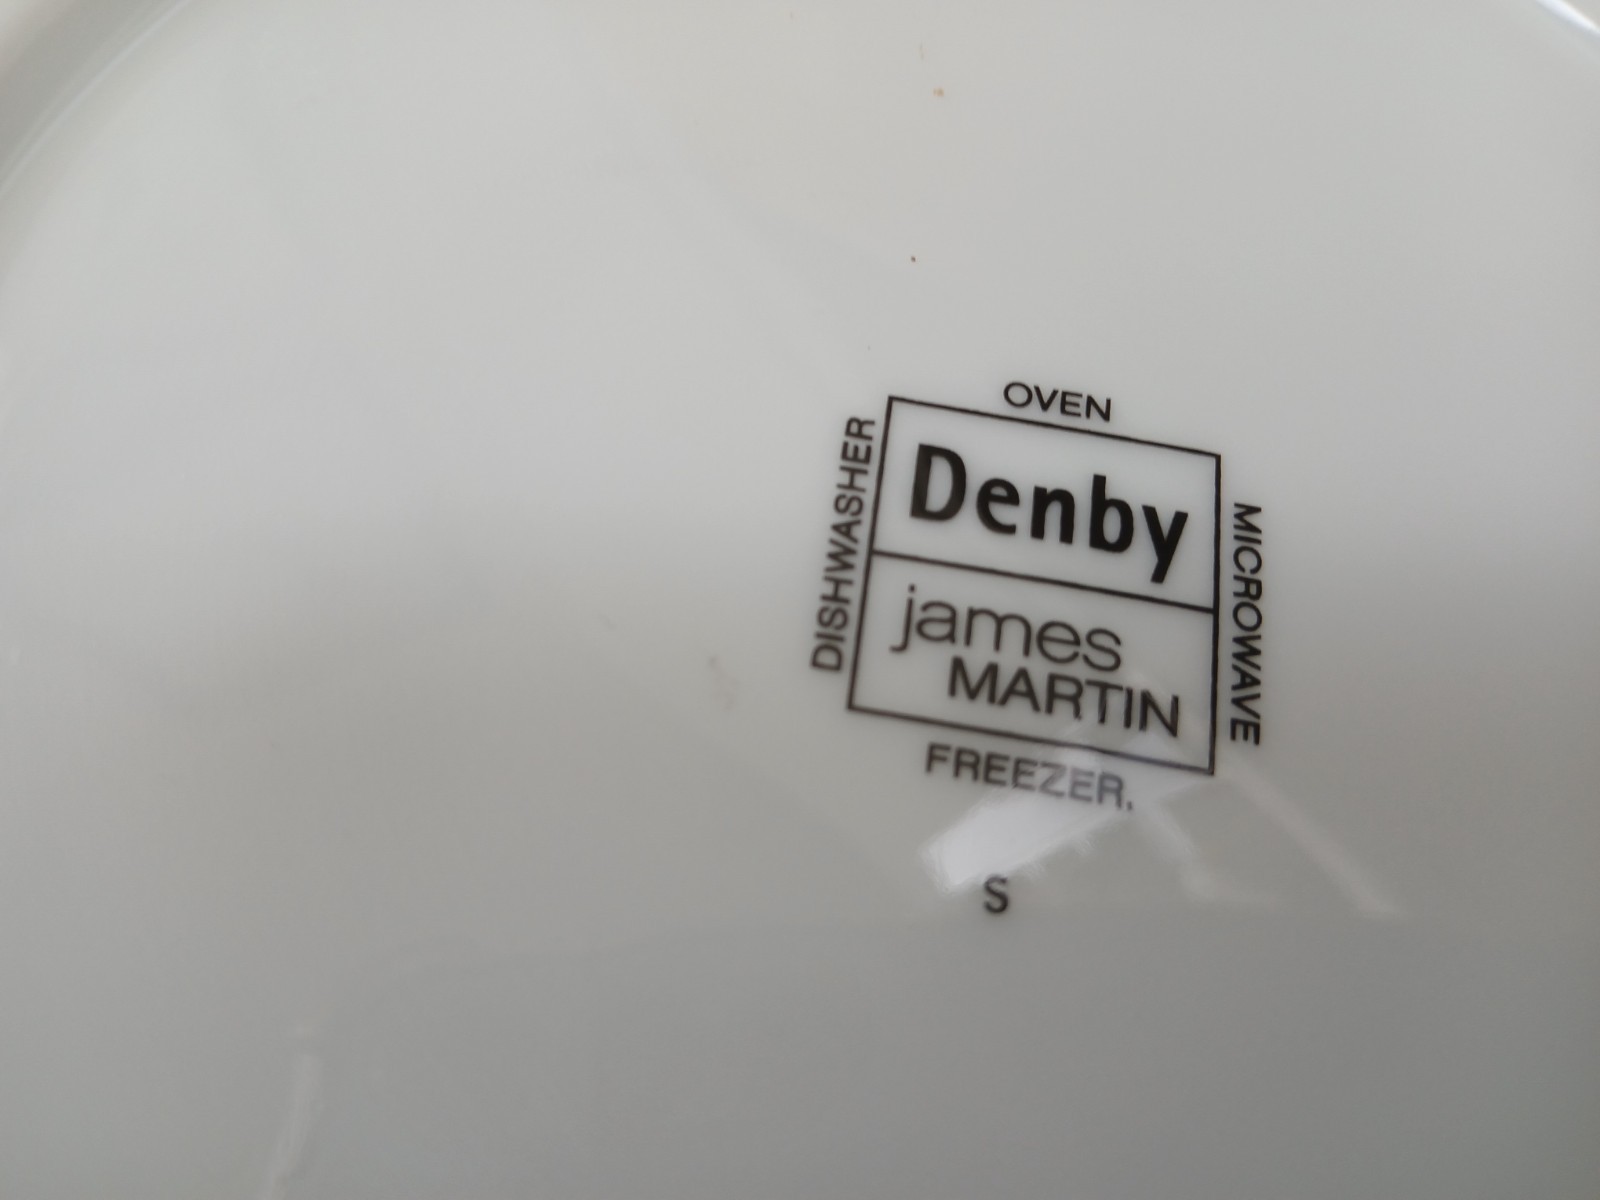 OVEN
DISHWASHER
Denby
james
MARTIN
MICROWAVE
FREEZER.
S